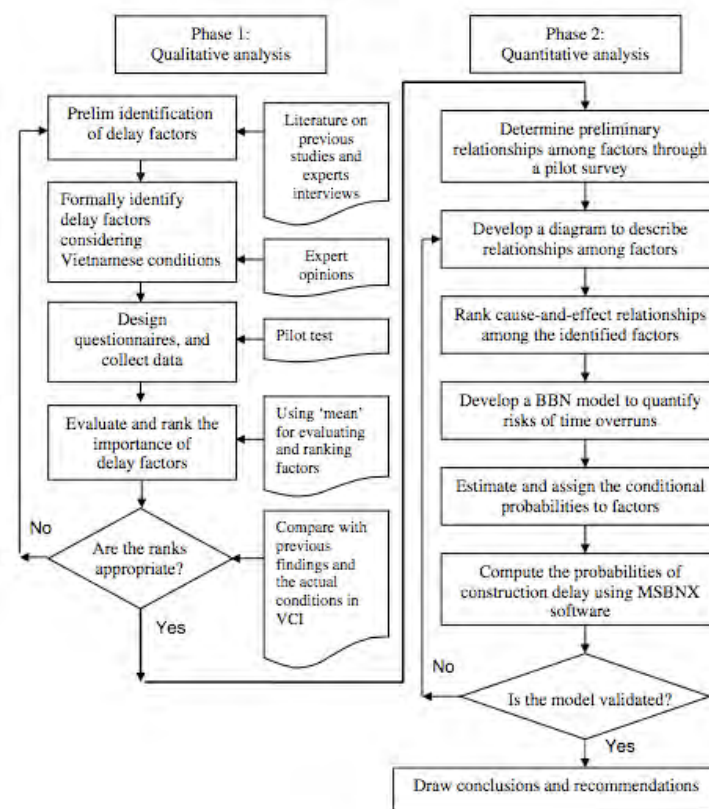 Phase 1:
Qualitative analysis
Prelim identification
of delay factors
Literature on
previous
studies and
experts
interviews
Formally identify
delay factors
considering
Vietnamese conditions
Expert
opinions
Design
questionnaires, and
collect data
Pilot test
Evaluate and rank the
importance of
delay factors
Using ‘mean’
for evaluating
and ranking
factors
No
Are the ranks
appropriate?
Compare with
previous
findings and
the actual
conditions in
VCI
Yes
Phase 2:
Quantitative analysis
Determine preliminary
relationships among factors through
a pilot survey
Develop a diagram to describe
relationships among factors
Rank cause-and-effect relationships
among the identified factors
Develop a BBN model to quantify
risks of time overruns
Estimate and assign the conditional
probabilities to factors
Compute the probabilities of
construction delay using MSBNX
software
No
Is the model validated?
Yes
Draw conclusions and recommendations